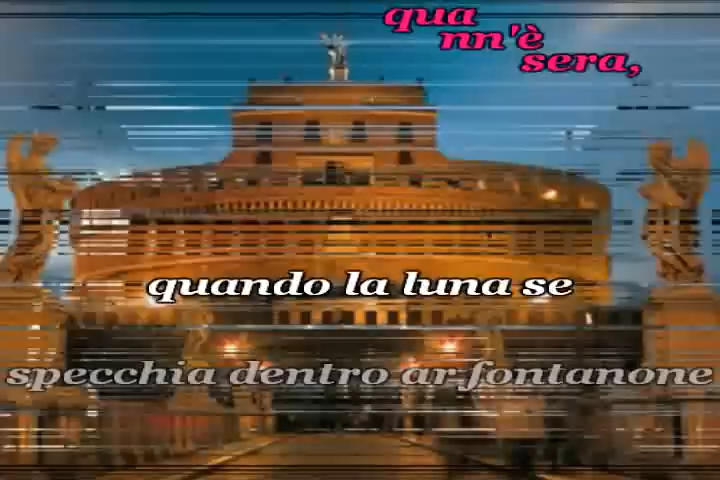 qua
nn'è
sera,
quando la luna se
specchia dentro ar fontanone